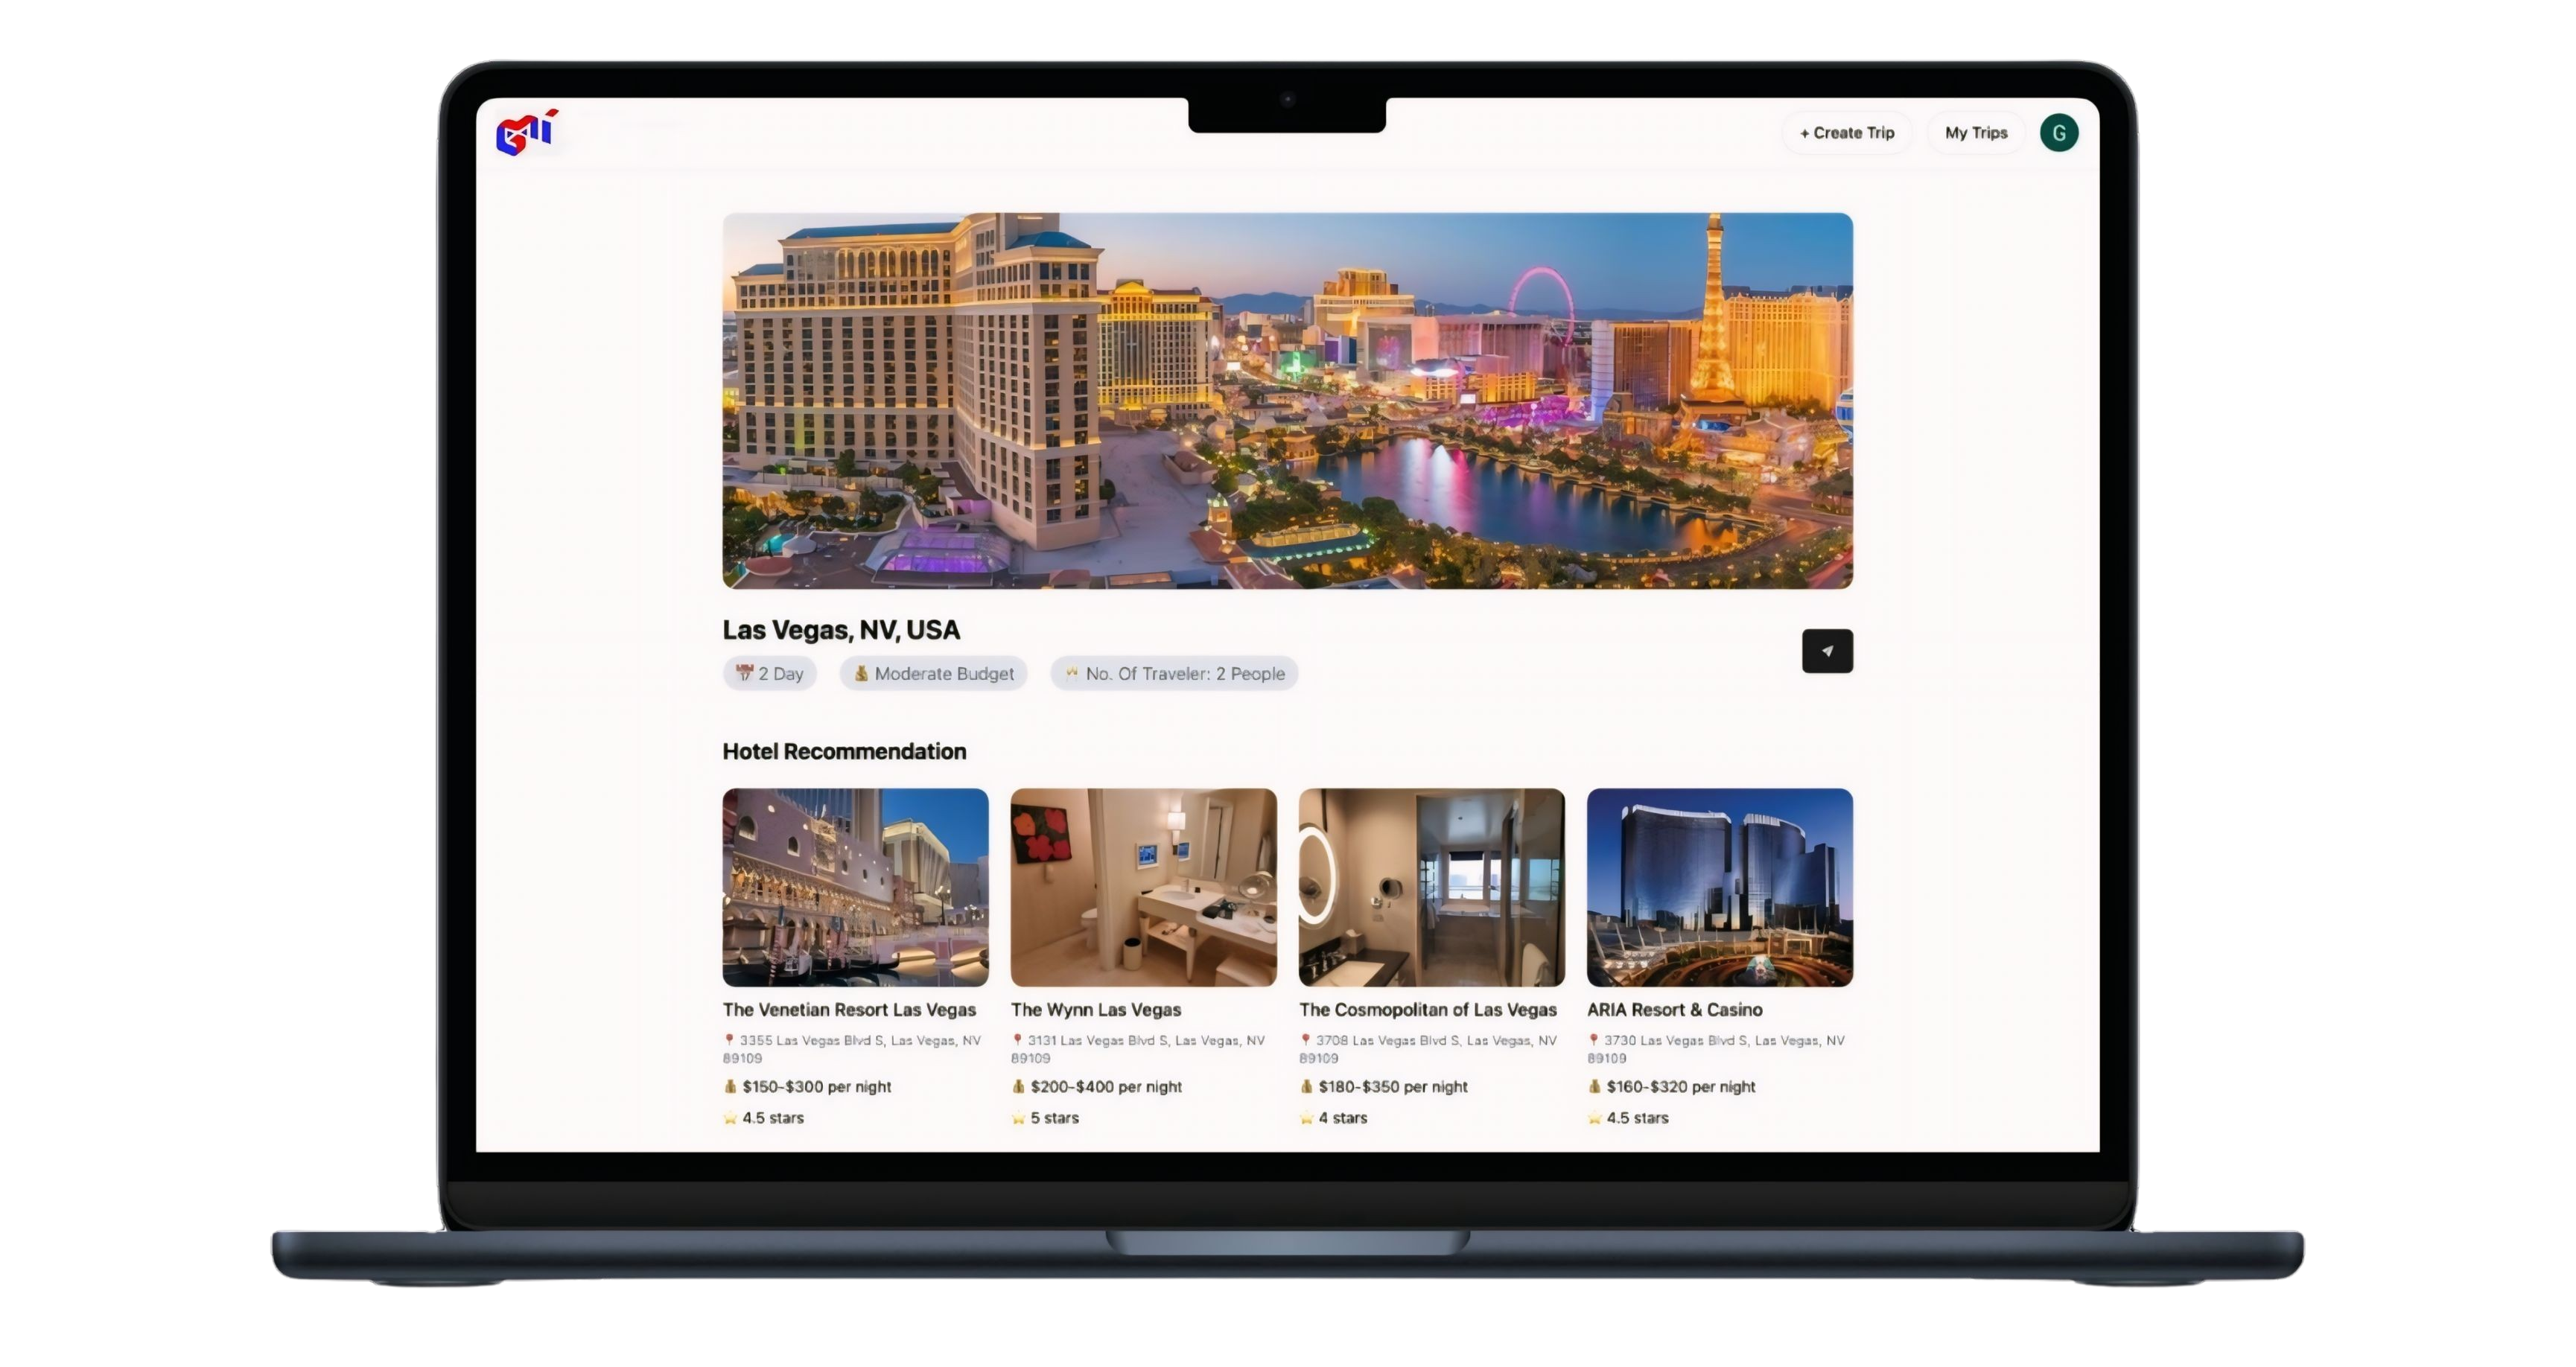 + Create Trip
My Trips
G
Las Vegas, NV, USA
2 Day
Moderate Budget
No. Of Traveler: 2 People
Hotel Recommendation
The Venetian Resort Las Vegas
3355 Las Vegas Blvd S, Las Vegas, NV
89109
$150-$300 per night
4.5 stars
The Wynn Las Vegas
3131 Las Vegas Blvd S, Las Vegas, NV
89109
$200-$400 per night
5 stars
The Cosmopolitan of Las Vegas
3708 Las Vegas Blvd S, Las Vegas, NV
89109
$180-$350 per night
4 stars
ARIA Resort & Casino
3730 Las Vegas Blvd S, Las Vegas, NV
89109
$160-$320 per night
4.5 stars